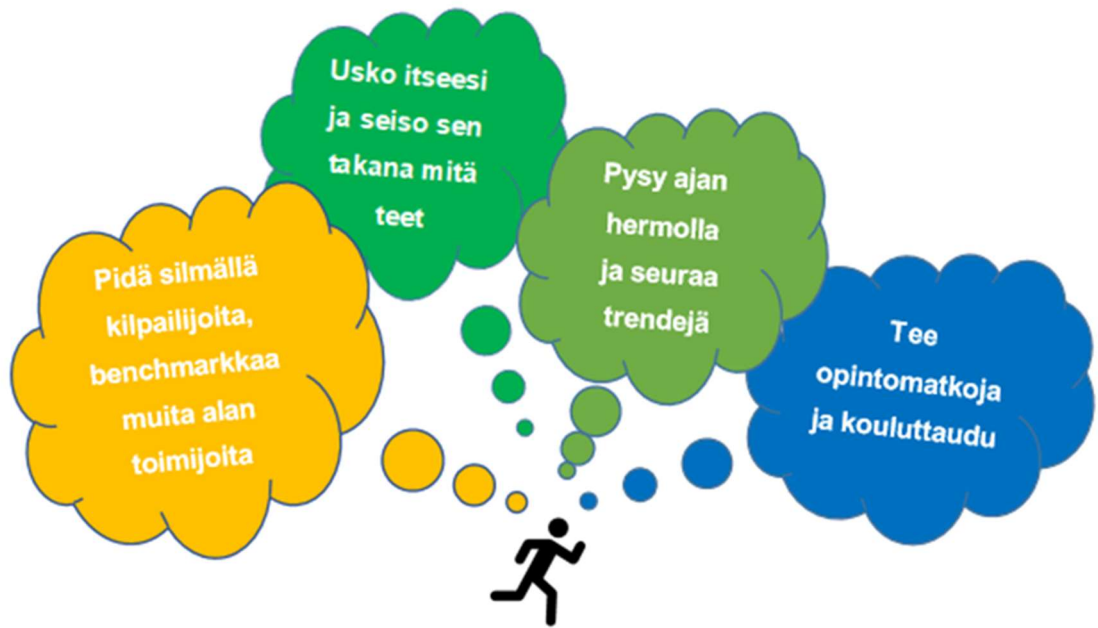 Pidä silmällä
kilpailijoita,
benchmarkkaa
muita alan
toimijoita
Usko itseesi
ja seiso sen
takana mitä
teet
Pysy ajan
hermolla
ja seuraa
trendejä
Tee
opintomatkoja
ja kouluttaudu